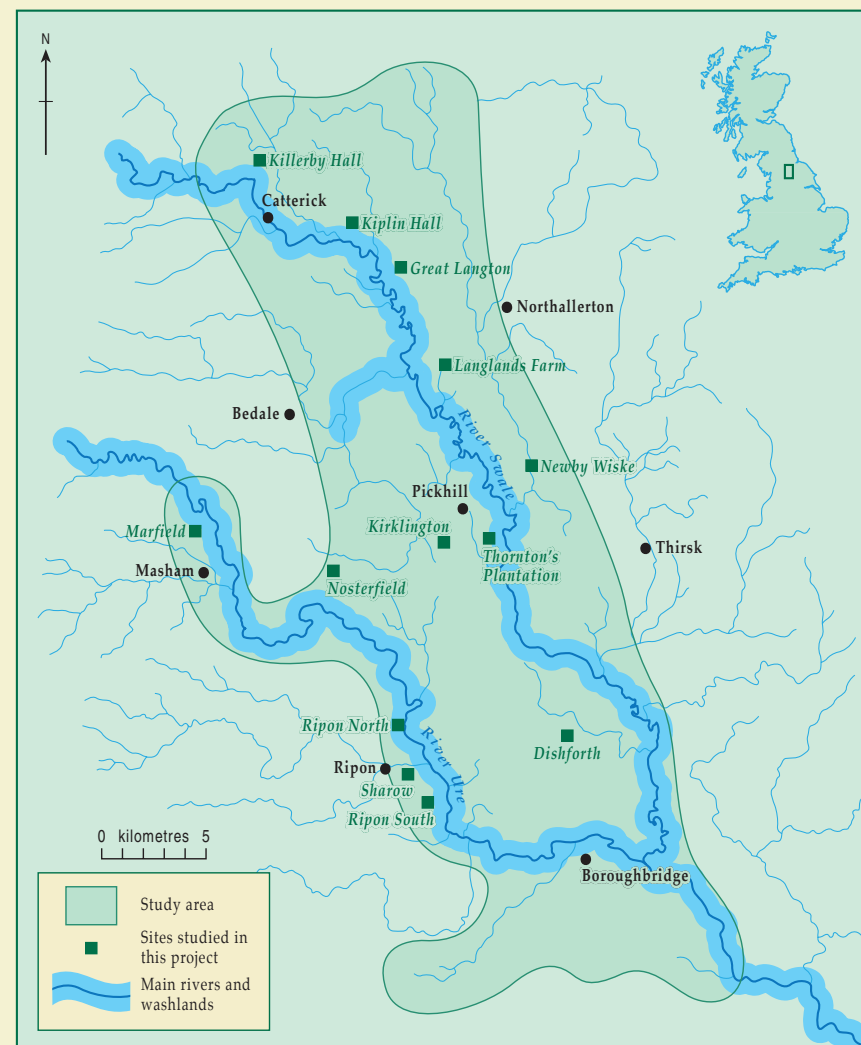 N
Killerby Hall
Catterick
Kiplin Hall
Great Langton
Northallerton
Langlands Farm
Bedale
River Swale
Newby Wiske
Pickhill
Marfield
Kirklington
Thornton's
Plantation
Thirsk
Masham
Nosterfield
Ripon North
River Ure
Dishforth
Ripon
Sharow
Ripon South
0 kilometres 5
Boroughbridge
Study area
Sites studied in
this project
Main rivers and
washlands